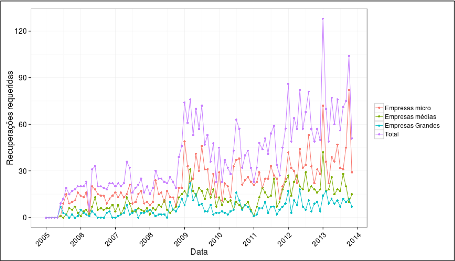 Recuperações requeridas
120
90
60
30
0
2005
2006
2007
2008
2009
2010
2011
2012
2013
2014
Data
Empresas micro
Empresas médias
Empresas Grandes
Total